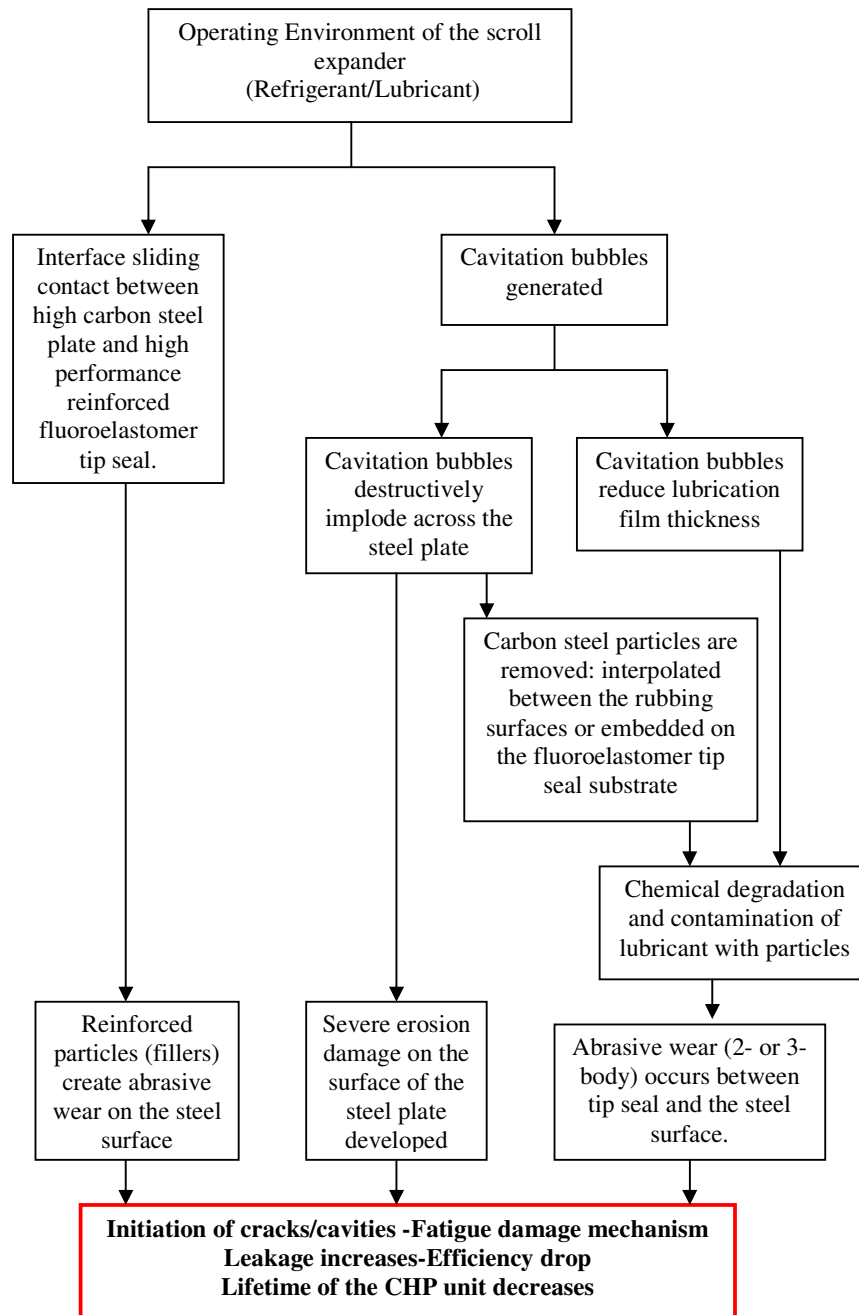 Operating Environment of the scroll
expander
(Refrigerant/Lubricant)
Interface sliding
contact between
high carbon steel
plate and high
performance
reinforced
fluoroelastomer
tip seal.
Cavitation bubbles
generated
Cavitation bubbles
destructively
implode across the
steel plate
Cavitation bubbles
reduce lubrication
film thickness
Carbon steel particles are
removed: interpolated
between the rubbing
surfaces or embedded on
the fluoroelastomer tip
seal substrate
Chemical degradation
and contamination of
lubricant with particles
Reinforced
particles (fillers)
create abrasive
wear on the steel
surface
Severe erosion
damage on the
surface of the
steel plate
developed
Abrasive wear (2- or 3-
body) occurs between
tip seal and the steel
surface.
Initiation of cracks/cavities -Fatigue damage mechanism
Leakage increases-Efficiency drop
Lifetime of the CHP unit decreases